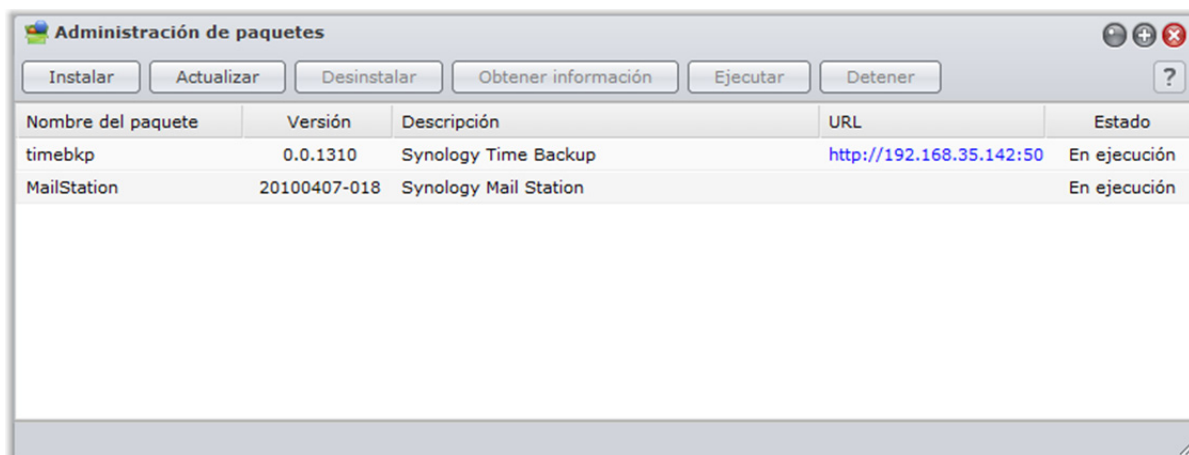 Administración de paquetes
Instalar Actualizar Desinstalar Obtener información Ejecutar Detener ?
Nombre del paquete Versión Descripción URL Estado
timebkp 0.0.1310 Synology Time Backup http://192.168.35.142:50 En ejecución
MailStation 20100407-018 Synology Mail Station En ejecución